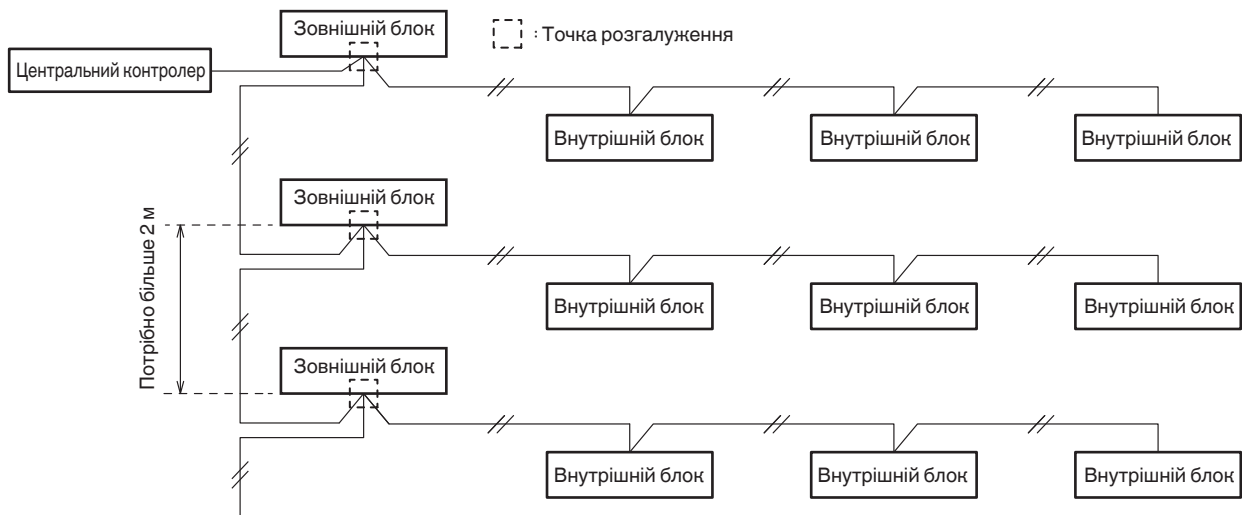 Зовнішній блок
: Точка розгалуження
Центральний контролер
Внутрішній блок
Внутрішній блок
Внутрішній блок
Зовнішній блок
Потрібно більше 2 м
Внутрішній блок
Внутрішній блок
Внутрішній блок
Зовнішній блок
Внутрішній блок
Внутрішній блок
Внутрішній блок